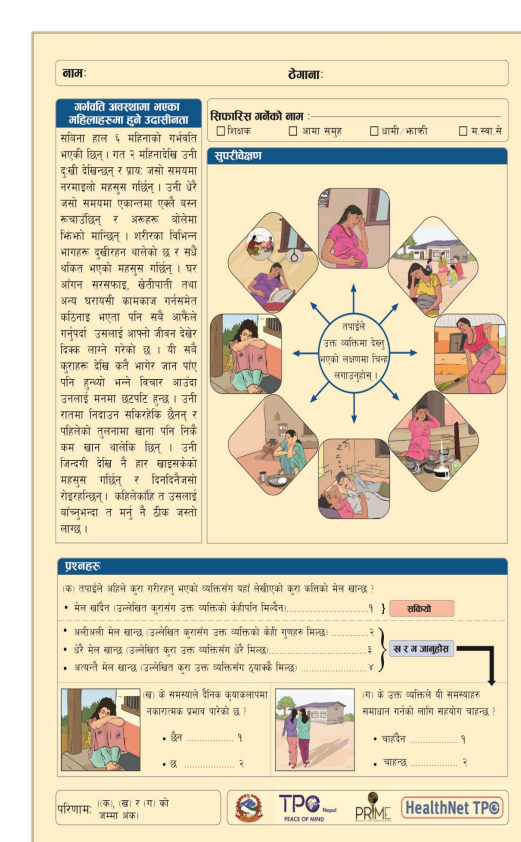 नामः
ठेगानाः
गर्भवति अवस्थामा भएका
महिलाहरूमा हुने उदासीनता
सबिना हाल ६ महिनाको गर्भवति
भएकी छिन् । गत २ महिनादेखि उनी
दुःखी देखिन्छन् र प्रायः जसो समयमा
नरमाइलो महसुस गर्छिन् । उनी धेरै
जसो समयमा एकान्तमा एक्लै बस्न
रूचाउँछिन् र अरूहरू बोलेमा
झिँझो मान्छिन् । शरीरका विभिन्न
भागहरू दुखीरहन थालेको छ र सधैं
थकित भएको महसुस गर्छिन् । घर
आंगन सरसफाइ, खेतीपाती तथा
अन्य घरायसी कामकाज गर्नसमेत
कठिनाइ भएता पनि सबै आफैले
गर्नुपर्दा उसलाई आफ्नो जीवन देखेर
दिक्क लाग्ने गरेको छ । यी सबै
कुराहरू देखि कतै भागेर जान पाए
पनि हुन्थ्यो भन्ने विचार आउंदा
उनलाई मनमा छटपटि हुन्छ । उनी
रातमा निदाउन सकिरहेकि छैनन् र
पहिलेको तुलनामा खाना पनि निकै
कम खान थालेकि छिन् । उनी
जिन्दगी देखि नै हार खाइसकेको
महसुस गर्छिन् र दिनदिनैजसो
रोइरहन्छिन् । कहिलेकाहि त उसलाई
बांच्नुभन्दा त मर्नु नै ठीक जस्तो
लाग्छ ।
सिफारिस गर्नेको नाम :
शिक्षक आमा समुह धामी/झाक्री म.स्वा.से
सुपरीवेक्षण
तपाईले
उक्त व्यक्तिमा देख्नु
भएको लक्षणमा चिन्ह
लगाउनुहोस् ।
प्रश्नहरू
(क) तपाईले अहिले कुरा गरीरहनु भएको व्यक्तिसंग यहाँ लेखीएको कुरा कत्तिको मेल खान्छ ?
• मेल खांदैन (उल्लेखित कुरासंग उक्त व्यक्तिको केहीपनि मिल्दैन)..........................१ } सकियो
• अलीअली मेल खान्छ (उल्लेखित कुरासंग उक्त व्यक्तिको केही गुणहरु मिल्छ) .............२
• धेरै मेल खान्छ (उल्लेखित कुरा उक्त व्यक्तिसंग धेरै मिल्छ)..............................३ } ख र ग जानुहोस
• अत्यन्तै मेल खान्छ (उल्लेखित कुरा उक्त व्यक्तिसंग ठ्याक्कै मिल्छ) .....................४
(ख) के समस्याले दैनिक कृयाकलापमा
नकारात्मक प्रभाव पारेको छ ?
• छैन ................ १
• छ ................ २
(ग) के उक्त व्यक्तिले यी समस्याहरु
समाधान गर्नको लागि सहयोग चाहन्छ ?
• चाहदैन ................ १
• चाहन्छ ................ २
परिणामः ((क), (ख) र (ग) को
जम्मा अंक)
TPO Nepal
PEACE OF MIND
PRIME
HealthNet TPO